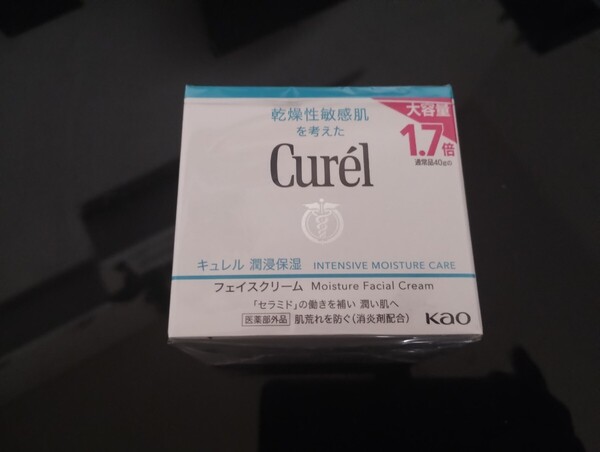 乾燥性敏感肌
を考えた
Curél
大容量
1.7倍
通常品40gの
キュレル 潤浸保湿 INTENSIVE MOISTURE CARE
フェイスクリーム Moisture Facial Cream
「セラミド」の働きを補い 潤い肌へ
医薬部外品 肌荒れを防ぐ(消炎剤配合)
Kao